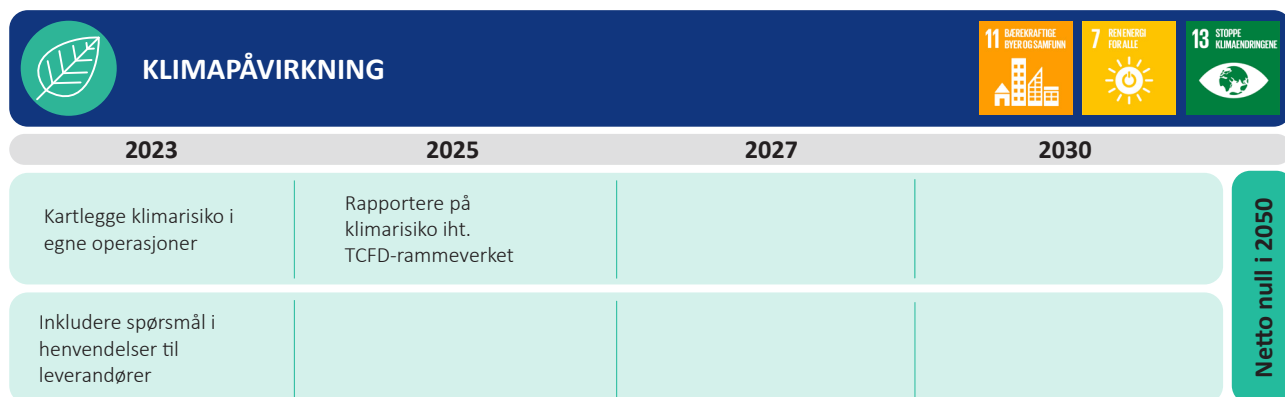 KLIMAPÅVIRKNING
11 BÆREKRAFTIGE
BYER OG SAMFUNN
7 REN ENERGI
FOR ALLE
13 STOPPE
KLIMAENDRINGENE
2023
2025
2027
2030
Kartlegge klimarisiko i
egne operasjoner
Rapportere på
klimarisiko iht.
TCFD-rammeverket
Inkludere spørsmål i
henvendelser til
leverandører
Netto null i 2050